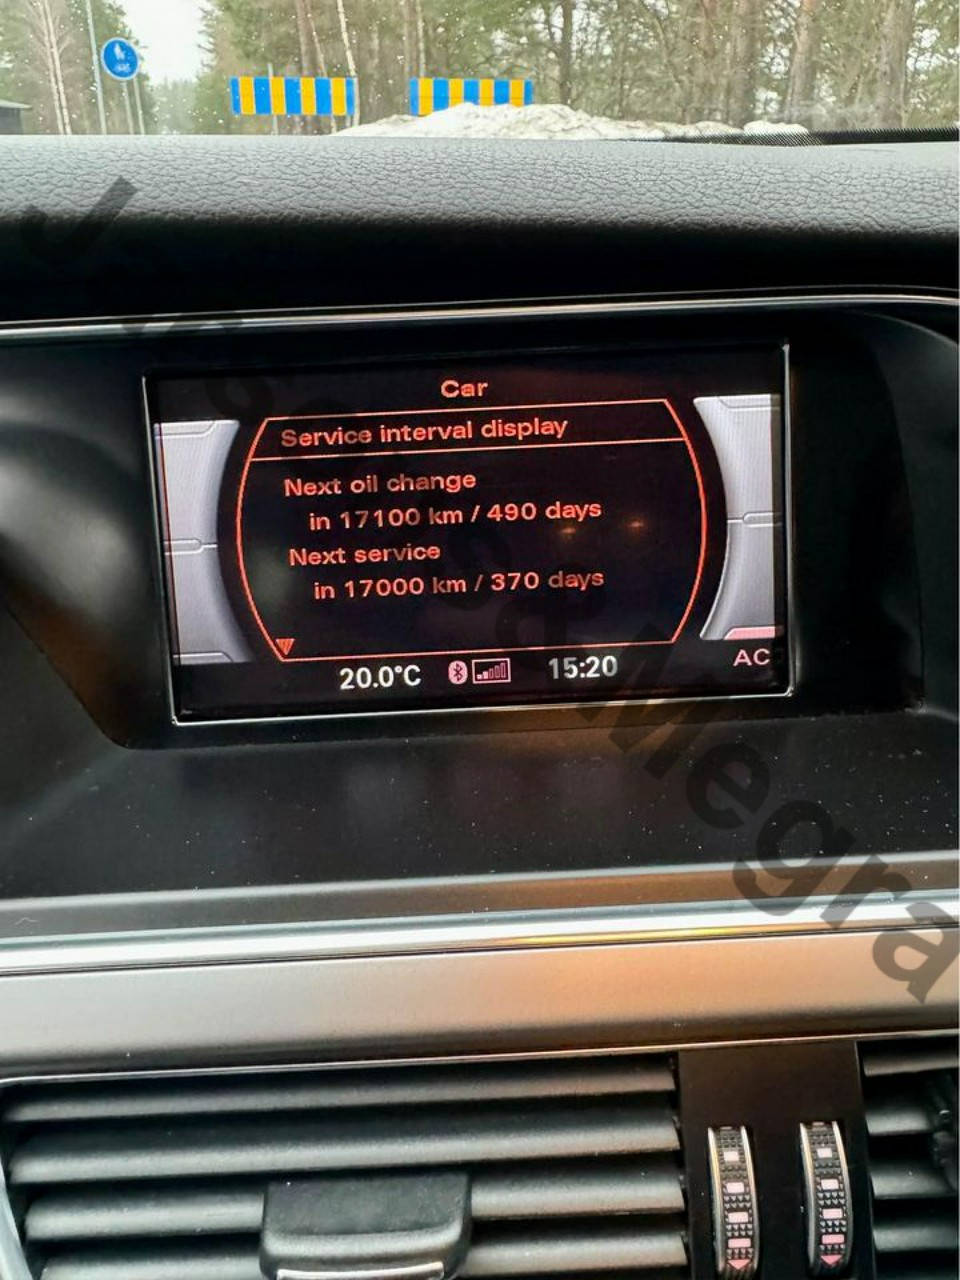 Car
Service interval display
Next oil change
in 17100 km / 490 days
Next service
in 17000 km / 370 days
20.0°C 15:20
AC